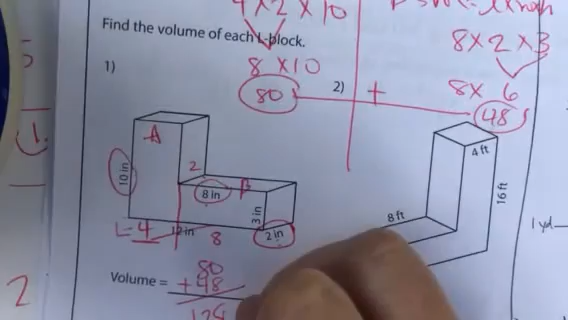 4 X 2 X 10
Find the volume of each L-block.
8 X 2 X 3
1)
8 X 10
80
2)
+
8 X 6
48
A
4 ft
10 in
2
8 in
B
16 ft
3 in
8 ft
L=4
12 in
8
2 in
1 yd
Volume =
80
+48
2